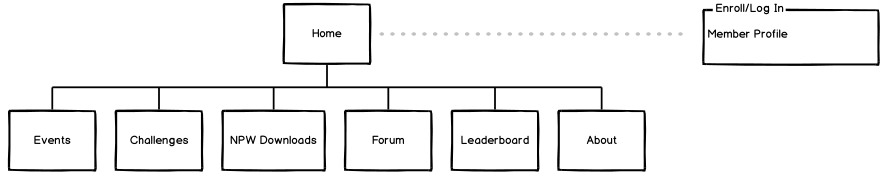 Enroll/Log In
Home
Member Profile
Events
Challenges
NPW Downloads
Forum
Leaderboard
About